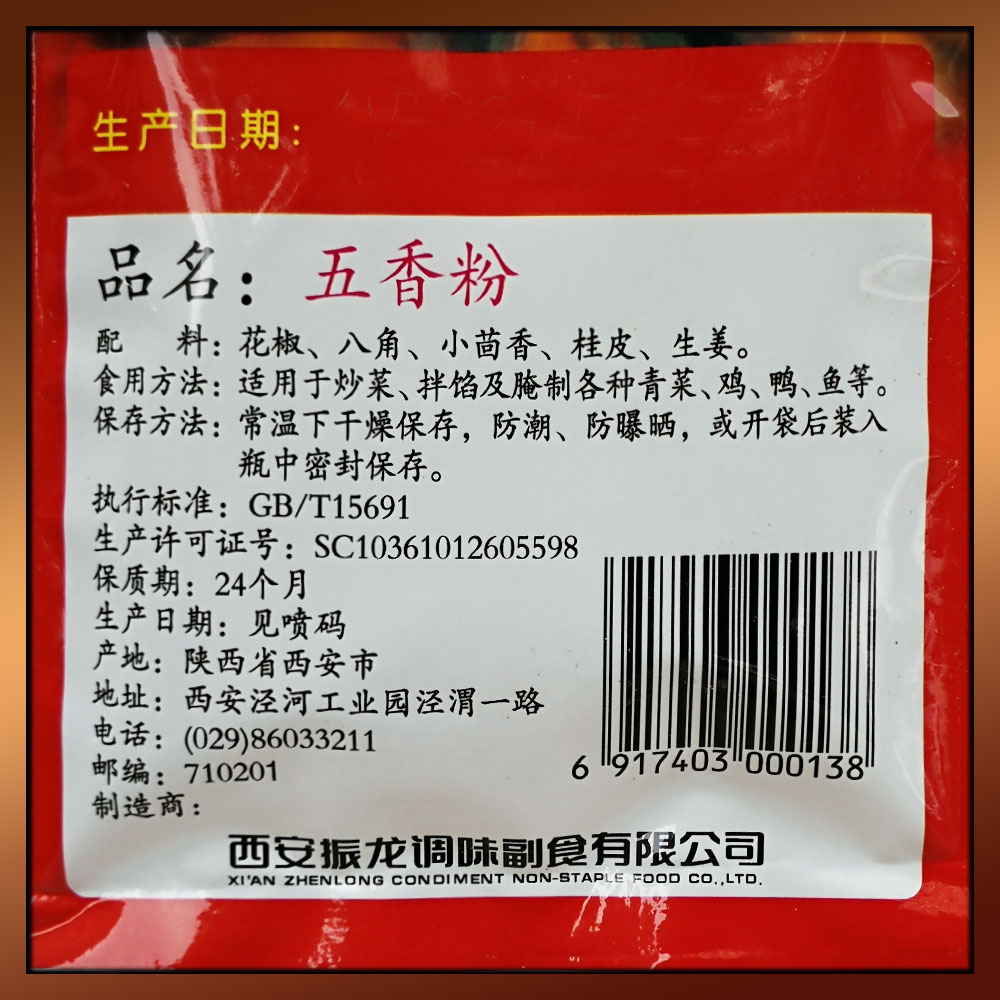 生产日期:
品名：五香粉
配 料：花椒、八角、小茴香、桂皮、生姜。
食用方法：适用于炒菜、拌馅及腌制各种青菜、鸡、鸭、鱼等。
保存方法：常温下干燥保存，防潮、防曝晒，或开袋后装入
瓶中密封保存。
执行标准：GB/T15691
生产许可证号：SC10361012605598
保质期：24个月
生产日期：见喷码
产地：陕西省西安市
地址：西安泾河工业园泾渭一路
电话：(029)86033211
邮编：710201
制造商：
6 917403 000138
西安振龙调味副食有限公司
XI'AN ZHENLONG CONDIMENT NON-STAPLE FOOD CO.,LTD.